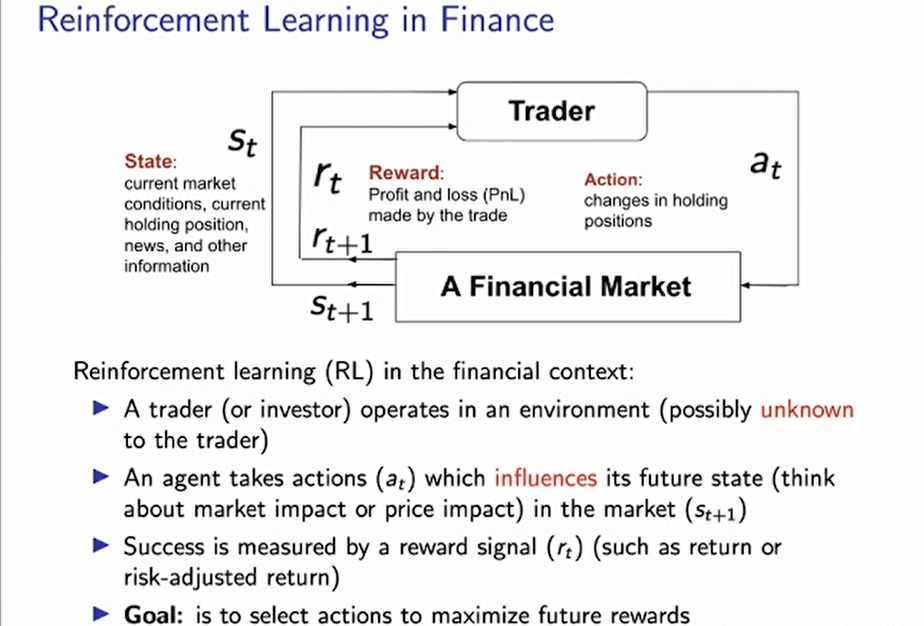 Reinforcement Learning in Finance
Trader
s_t
State:
current market
conditions, current
holding position,
news, and other
information
r_t
Reward:
Profit and loss (PnL)
made by the trade
Action:
changes in holding
positions
a_t
r_{t+1}
A Financial Market
s_{t+1}
Reinforcement learning (RL) in the financial context:
▶ A trader (or investor) operates in an environment (possibly unknown
to the trader)
▶ An agent takes actions (a_t) which influences its future state (think
about market impact or price impact) in the market (s_{t+1})
▶ Success is measured by a reward signal (r_t) (such as return or
risk-adjusted return)
▶ Goal: is to select actions to maximize future rewards